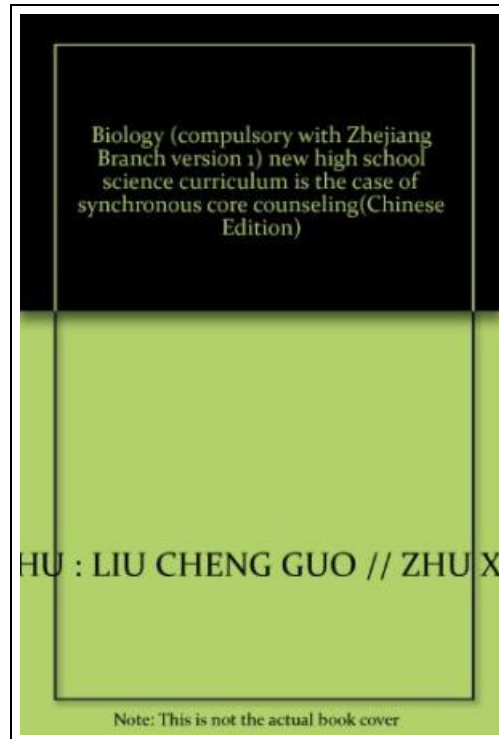 Biology (compulsory with Zhejiang
Branch version 1) new high school
science curriculum is the case of
synchronous core counseling(Chinese
Edition)
HU : LIU CHENG GUO // ZHU X
Note: This is not the actual book cover